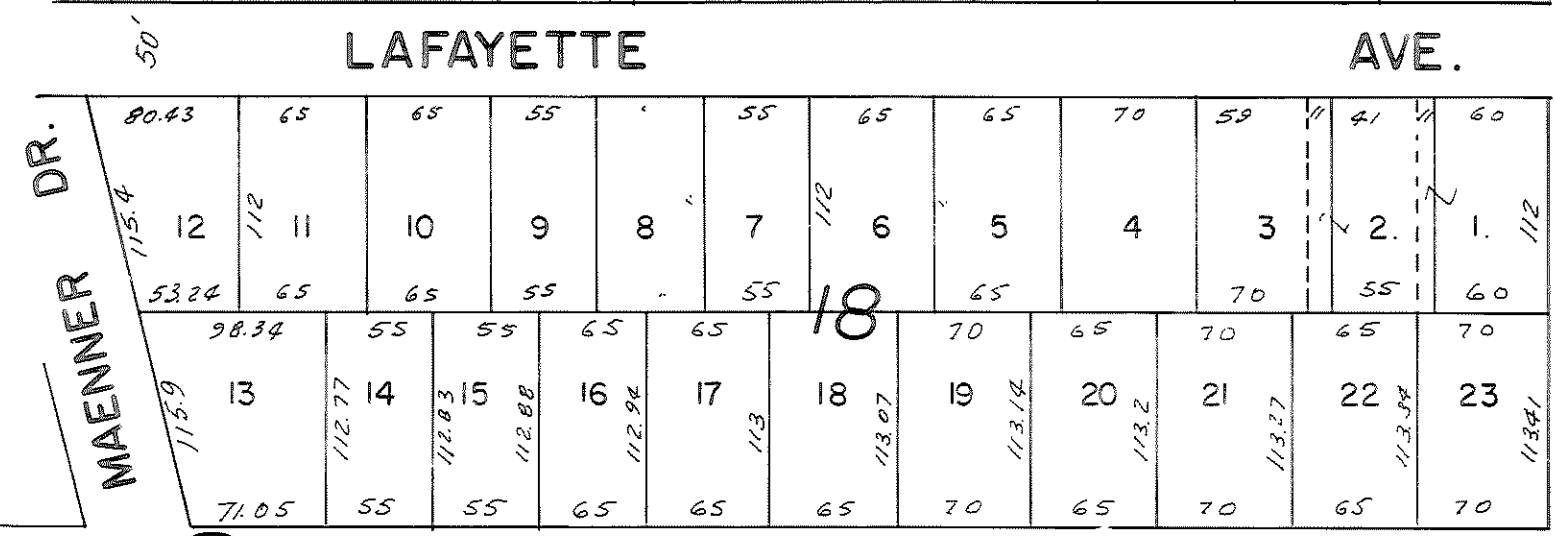 50'
LAFAYETTE AVE.
MAENNER DR.
80.43 65 65 55 " 55 65 65 70 59 11 41 11 60
115.4 112 " 112 " 112
12 11 10 9 8 7 6 5 4 3 2. 1.
53.24 65 65 55 " 55 65 70 55 60
18
98.34 55 55 65 65 70 65 70 65 70
13 14 15 16 17 18 19 20 21 22 23
115.9 112.77 112.83 112.88 112.94 113 113.07 113.14 113.2 113.27 113.34 113.41
71.05 55 55 65 65 65 70 65 70 65 70